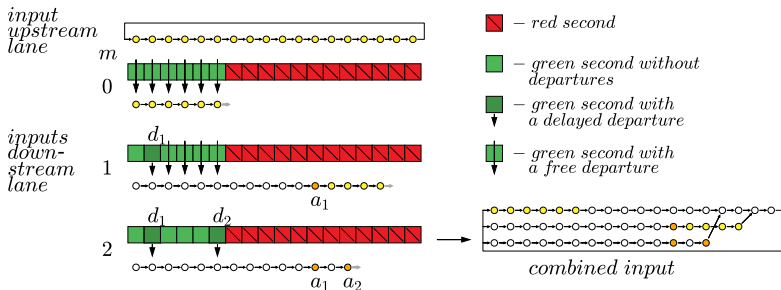 input
upstream
lane
m
0
inputs
down-
stream
lane
d1
1
a1
d1
d2
2
a1
a2
– red second
– green second without
departures
– green second with
a delayed departure
– green second with
a free departure
combined input